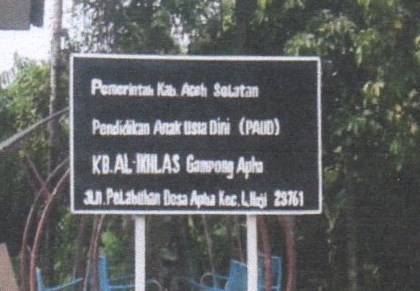 Pemerintah Kab. Aceh Selatan
Pendidikan Anak Usia Dini (PAUD)
KB. AL-IKHLAS Gampong Apha
JLn. PeLabuhan Desa Apha Kec. L. Haji 23761